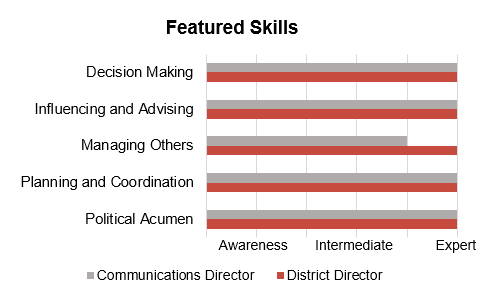 Featured Skills
Decision Making
Influencing and Advising
Managing Others
Planning and Coordination
Political Acumen
Awareness Intermediate Expert
Communications Director District Director